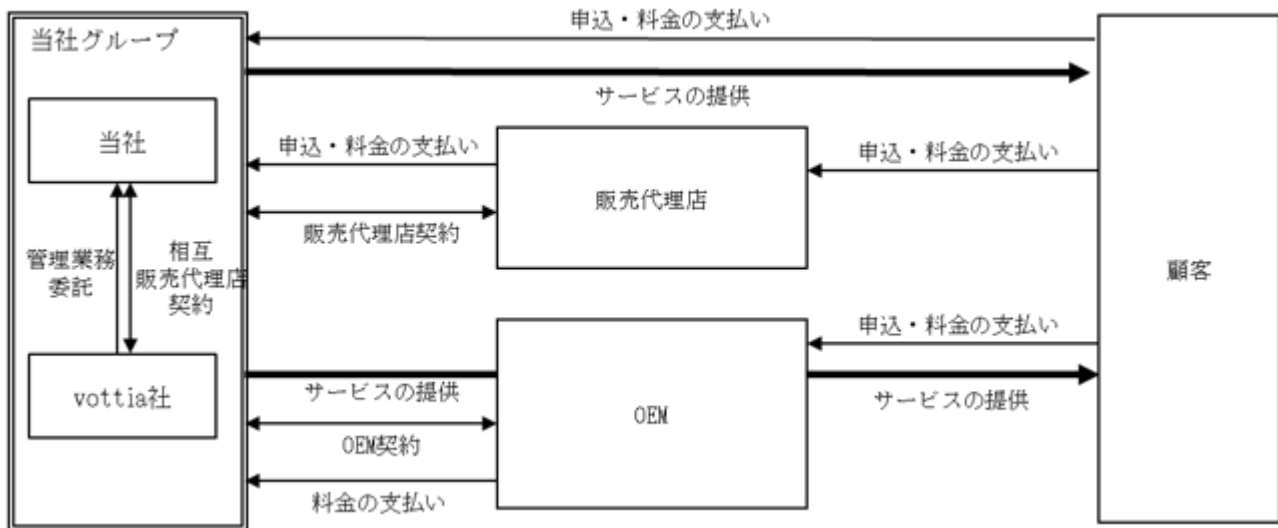 申込・料金の支払い
当社グループ
サービスの提供
当社
申込・料金の支払い
申込・料金の支払い
販売代理店
販売代理店契約
管理業務
委託
相互
販売代理店
契約
顧客
申込・料金の支払い
vottia社
サービスの提供
OEM
サービスの提供
OEM契約
料金の支払い